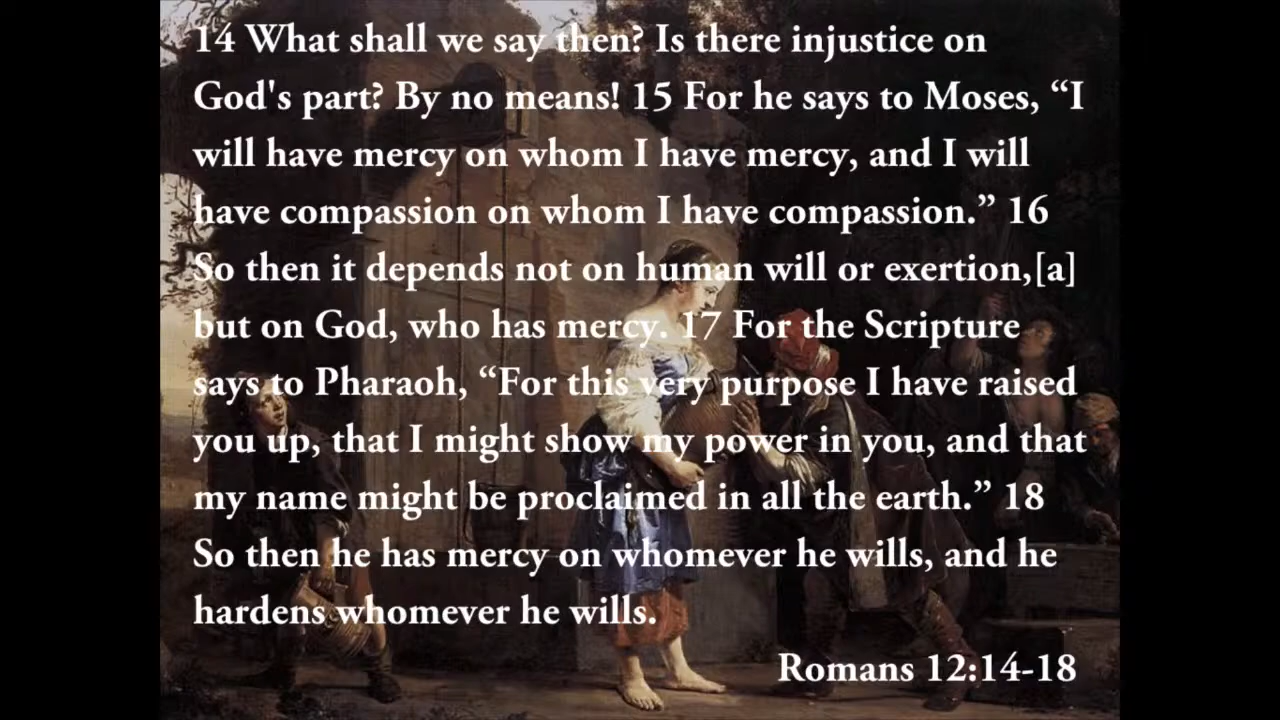 14 What shall we say then? Is there injustice on
God's part? By no means! 15 For he says to Moses, “I
will have mercy on whom I have mercy, and I will
have compassion on whom I have compassion.” 16
So then it depends not on human will or exertion,[a]
but on God, who has mercy. 17 For the Scripture
says to Pharaoh, “For this very purpose I have raised
you up, that I might show my power in you, and that
my name might be proclaimed in all the earth.” 18
So then he has mercy on whomever he wills, and he
hardens whomever he wills.
Romans 12:14-18